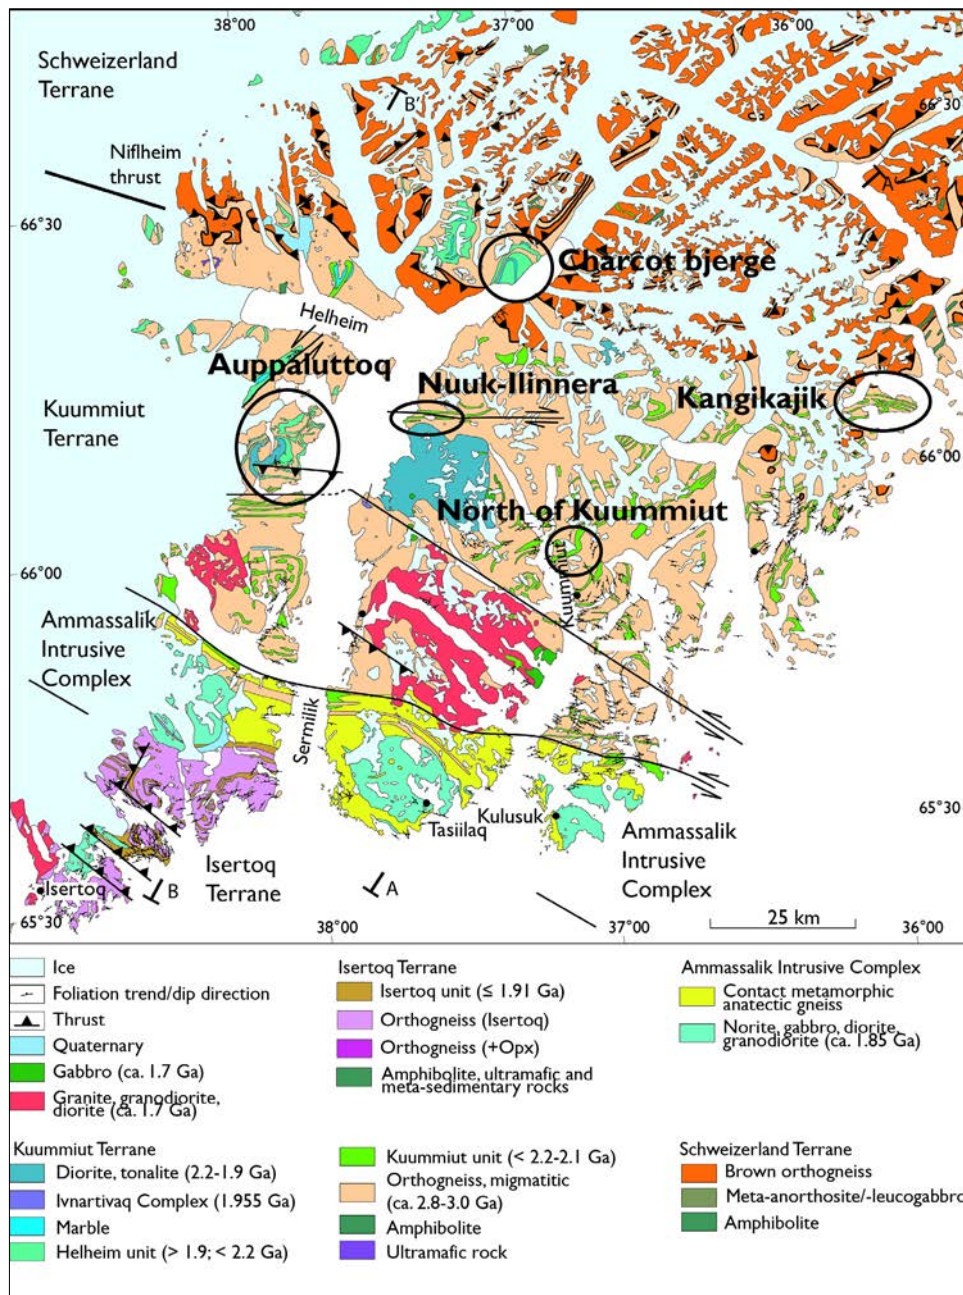 38°00'
37°00'
36°00'
Schweizerland
Terrane
B'
66°30
Niflheim
thrust
A'
66°30
Charcot bjerge
Helheim
Auppaluttoq
Nuuk-Ilinnera
Kangikajik
Kuummiut
Terrane
66°00
North of Kuummiut
Kuummiut
66°00
Ammassalik
Intrusive
Complex
Sermilik
Kulusuk
Tasiilaq
65°30
Ammassalik
Intrusive
Complex
Isertoq
Terrane
Isertoq
B
A
25 km
65°30
38°00
37°00
36°00
Ice
Foliation trend/dip direction
Thrust
Quaternary
Gabbro (ca. 1.7 Ga)
Granite, granodiorite,
diorite (ca. 1.7 Ga)
Isertoq Terrane
Isertoq unit (≤ 1.91 Ga)
Orthogneiss (Isertoq)
Orthogneiss (+Opx)
Amphibolite, ultramafic and
meta-sedimentary rocks
Ammassalik Intrusive Complex
Contact metamorphic
anatectic gneiss
Norite, gabbro, diorite,
granodiorite (ca. 1.85 Ga)
Kuummiut Terrane
Diorite, tonalite (2.2-1.9 Ga)
Ivnartivaq Complex (1.955 Ga)
Marble
Helheim unit (> 1.9; < 2.2 Ga)
Kuummiut unit (< 2.2-2.1 Ga)
Orthogneiss, migmatitic
(ca. 2.8-3.0 Ga)
Amphibolite
Ultramafic rock
Schweizerland Terrane
Brown orthogneiss
Meta-anorthosite/-leucogabbro
Amphibolite